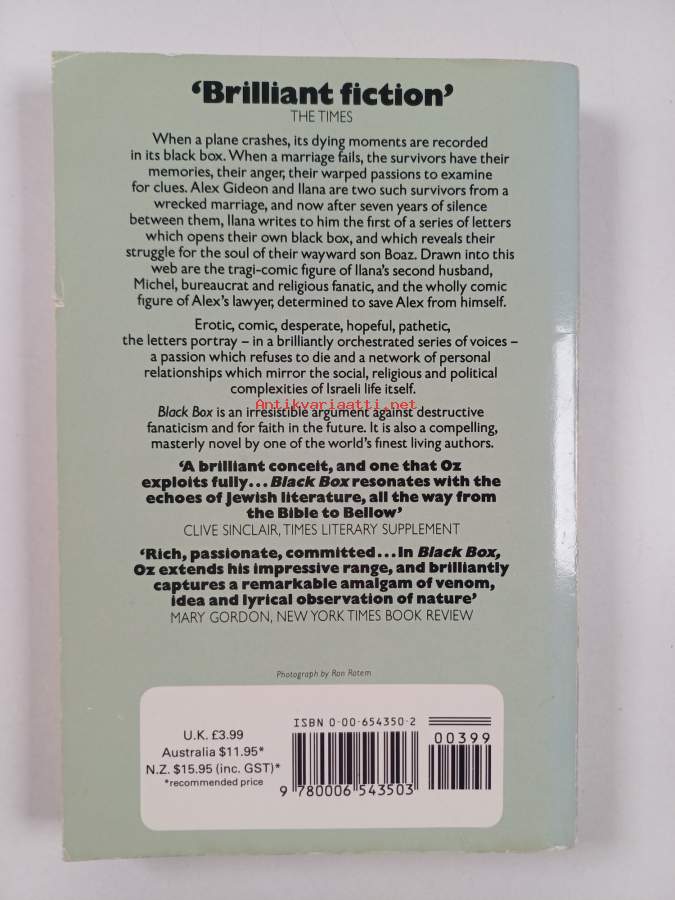 ‘Brilliant fiction’
THE TIMES
When a plane crashes, its dying moments are recorded
in its black box. When a marriage fails, the survivors have their
memories, their anger, their warped passions to examine
for clues. Alex Gideon and Ilana are two such survivors from a
wrecked marriage, and now after seven years of silence
between them, Ilana writes to him the first of a series of letters
which opens their own black box, and which reveals their
struggle for the soul of their wayward son Boaz. Drawn into this
web are the tragi-comic figure of Ilana’s second husband,
Michel, bureaucrat and religious fanatic, and the wholly comic
figure of Alex’s lawyer, determined to save Alex from himself.
Erotic, comic, desperate, hopeful, pathetic,
the letters portray – in a brilliantly orchestrated series of voices –
a passion which refuses to die and a network of personal
relationships which mirror the social, religious and political
complexities of Israeli life itself.
Antikvariaatti.net
Black Box is an irresistible argument against destructive
fanaticism and for faith in the future. It is also a compelling,
masterly novel by one of the world’s finest living authors.
‘A brilliant conceit, and one that Oz
exploits fully...Black Box resonates with the
echoes of Jewish literature, all the way from
the Bible to Bellow’
CLIVE SINCLAIR, TIMES LITERARY SUPPLEMENT
‘Rich, passionate, committed...In Black Box,
Oz extends his impressive range, and brilliantly
captures a remarkable amalgam of venom,
idea and lyrical observation of nature’
MARY GORDON, NEW YORK TIMES BOOK REVIEW
Photograph by Ran Rotem
U.K. £3.99
Australia $11.95*
N.Z. $15.95 (inc. GST)*
*recommended price
ISBN 0-00-654350-2
00399
9 780006 543503